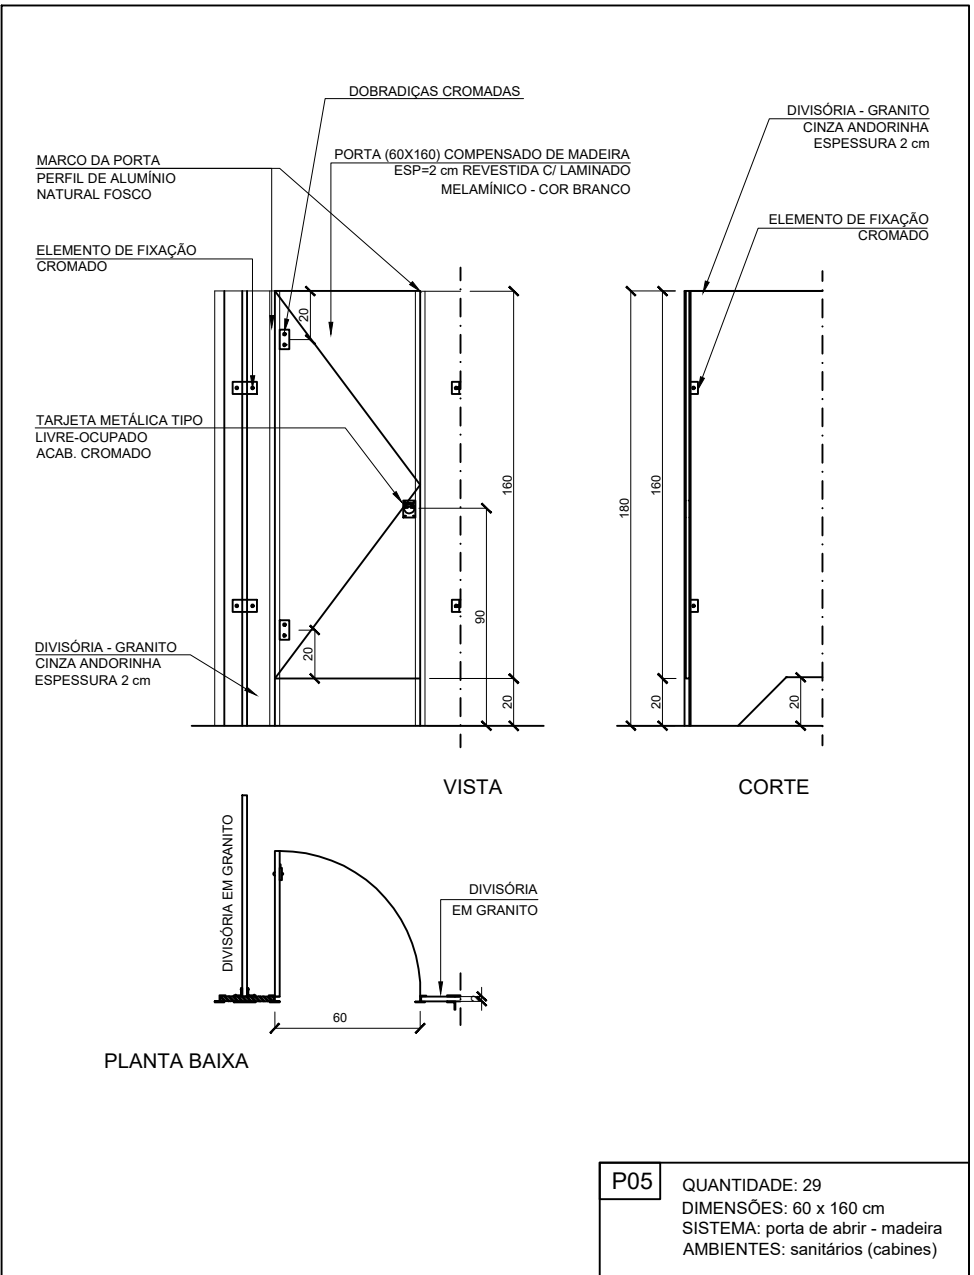 DOBRADIÇAS CROMADAS
DIVISÓRIA - GRANITO
CINZA ANDORINHA
ESPESSURA 2 cm
MARCO DA PORTA
PERFIL DE ALUMÍNIO
NATURAL FOSCO
PORTA (60X160) COMPENSADO DE MADEIRA
ESP=2 cm REVESTIDA C/ LAMINADO
MELAMÍNICO - COR BRANCO
ELEMENTO DE FIXAÇÃO
CROMADO
ELEMENTO DE FIXAÇÃO
CROMADO
20
TARJETA METÁLICA TIPO
LIVRE-OCUPADO
ACAB. CROMADO
160
180
160
90
20
DIVISÓRIA - GRANITO
CINZA ANDORINHA
ESPESSURA 2 cm
20
20
20
VISTA
CORTE
DIVISÓRIA EM GRANITO
DIVISÓRIA
EM GRANITO
60
PLANTA BAIXA
P05
QUANTIDADE: 29
DIMENSÕES: 60 x 160 cm
SISTEMA: porta de abrir - madeira
AMBIENTES: sanitários (cabines)